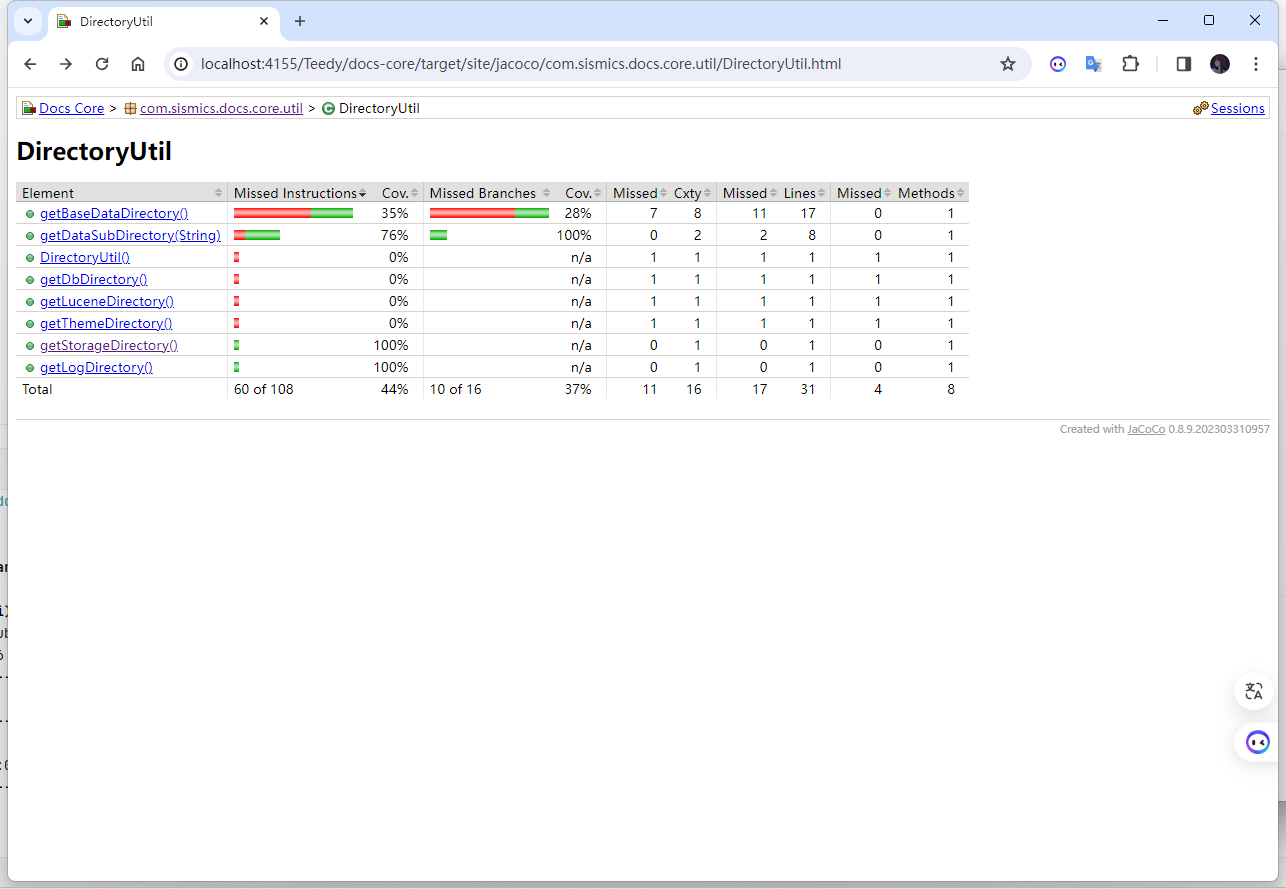 DirectoryUtil
localhost:4155/Teedy/docs-core/target/site/jacoco/com.sismics.docs.core.util/DirectoryUtil.html
Docs Core > com.sismics.docs.core.util > DirectoryUtil Sessions
DirectoryUtil
Element Missed Instructions Cov. Missed Branches Cov. Missed Cxty Missed Lines Missed Methods
getBaseDataDirectory() 35% 28% 7 8 11 17 0 1
getDataSubDirectory(String) 76% 100% 0 2 2 8 0 1
DirectoryUtil() 0% n/a 1 1 1 1 1 1
getDbDirectory() 0% n/a 1 1 1 1 1 1
getLuceneDirectory() 0% n/a 1 1 1 1 1 1
getThemeDirectory() 0% n/a 1 1 1 1 1 1
getStorageDirectory() 100% n/a 0 1 0 1 0 1
getLogDirectory() 100% n/a 0 1 0 1 0 1
Total 60 of 108 44% 10 of 16 37% 11 16 17 31 4 8
Created with JaCoCo 0.8.9.202303310957